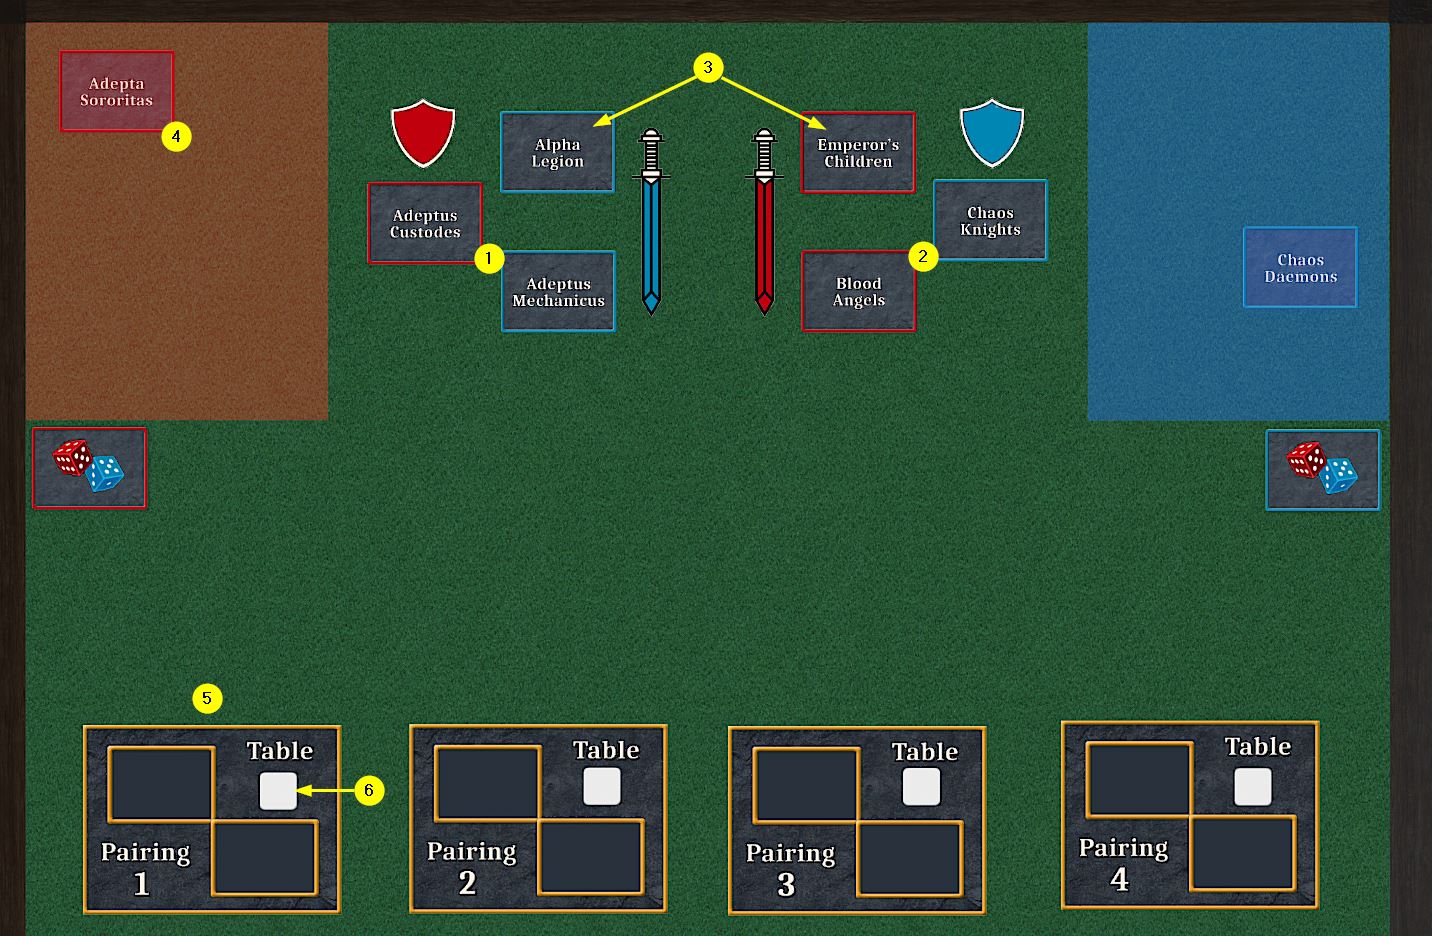 3
Adepta
Sororitas
4
Alpha
Legion
Emperor's
Children
Adeptus
Custodes
Chaos
Knights
1
2
Adeptus
Mechanicus
Blood
Angels
Chaos
Daemons
5
Table
6
Pairing
1
Table
Pairing
2
Table
Pairing
3
Table
Pairing
4